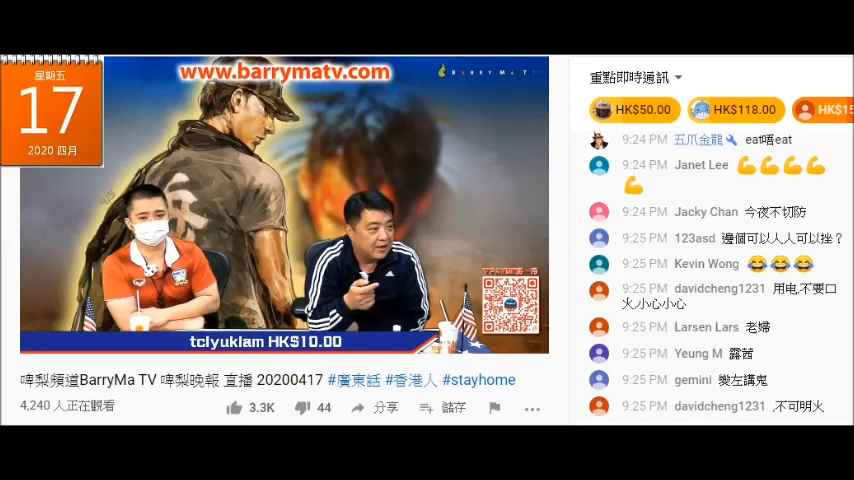 www.barrymatv.com
BARRYMATV
星期五
17
2020 四月
tclyuklam HK$10.00
啤梨頻道BarryMa TV 啤梨晚報 直播 20200417 #廣東話 #香港人 #stayhome
4,240 人正在觀看
3.3K
44
分享
儲存
重點即時通訊
HK$50.00
HK$118.00
HK$15
9:24 PM 五爪金龍 eat唔eat
9:24 PM Janet Lee
9:24 PM Jacky Chan 今夜不切防
9:25 PM 123asd 邊個可以人人可以挫？
9:25 PM Kevin Wong
9:25 PM davidcheng1231 用电,不要口
火,小心小心
9:25 PM Larsen Lars 老婦
9:25 PM Yeung M 露茜
9:25 PM gemini 變左講鬼
9:25 PM davidcheng1231 ,不可明火